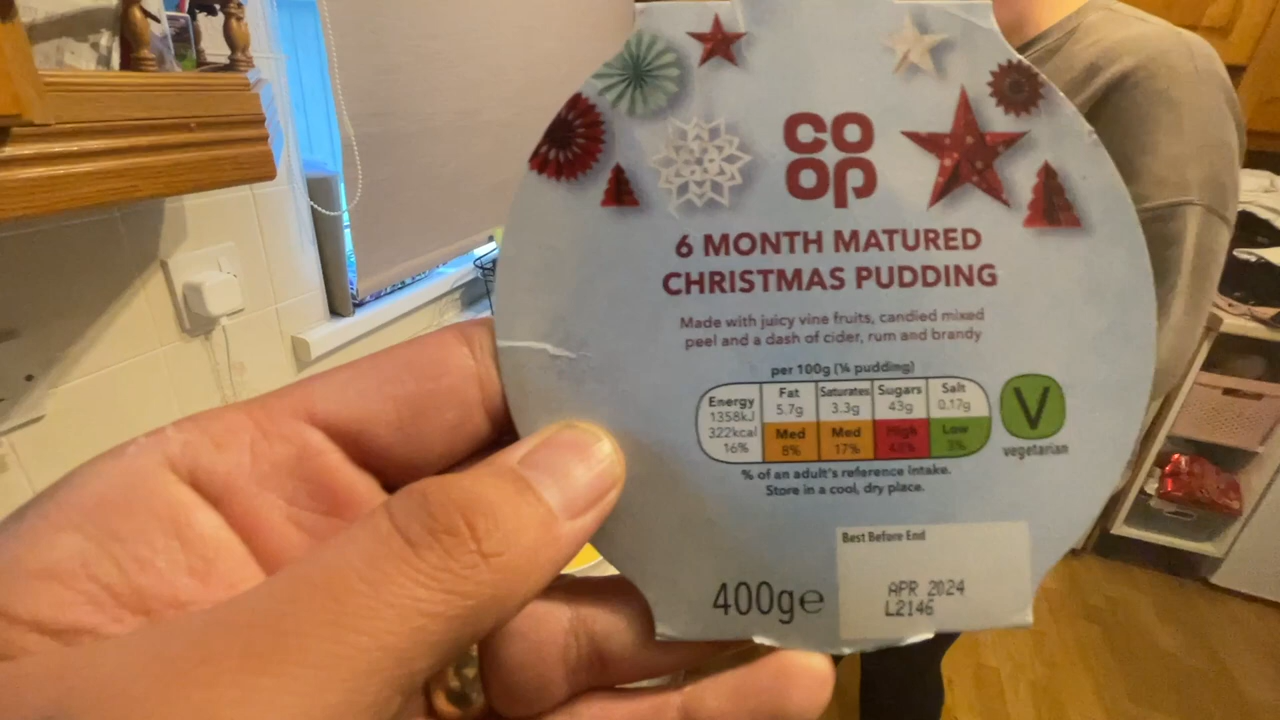 CO
OP
6 MONTH MATURED
CHRISTMAS PUDDING
Made with juicy vine fruits, candied mixed
peel and a dash of cider, rum and brandy
per 100g (¼ pudding)
Energy 1358kJ 322kcal 16%
Fat 5.7g Med 8%
Saturates 3.3g Med 17%
Sugars 43g High 48%
Salt 0.17g Low 3%
V
vegetarian
% of an adult's reference intake.
Store in a cool, dry place.
400g℮
Best Before End
APR 2024
L2146